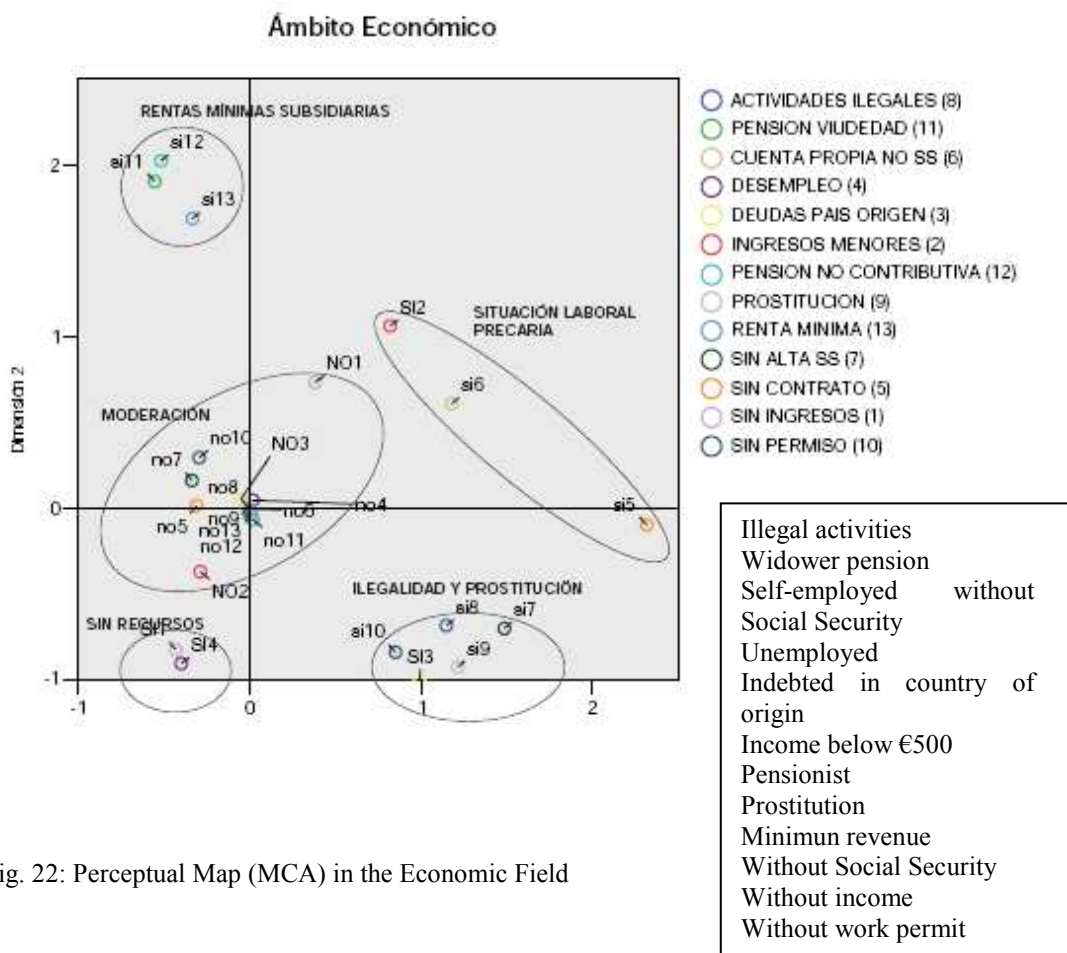 Ámbito Económico
RENTAS MÍNIMAS SUBSIDIARIAS
si12
si11
si13
SITUACIÓN LABORAL
PRECARIA
SI2
NO1
si6
MODERACIÓN
no10
NO3
no7
no8
no4
no6
si5
no5
no9
no13
no11
no12
NO2
ILEGALIDAD Y PROSTITUCIÓN
SIN RECURSOS
si8
si7
si10
SI3
si9
SI4
2
1
0
-1
-1
0
1
2
Dimension 2
ACTIVIDADES ILEGALES (8)
PENSION VIUDEDAD (11)
CUENTA PROPIA NO SS (6)
DESEMPLEO (4)
DEUDAS PAIS ORIGEN (3)
INGRESOS MENORES (2)
PENSION NO CONTRIBUTIVA (12)
PROSTITUCION (9)
RENTA MINIMA (13)
SIN ALTA SS (7)
SIN CONTRATO (5)
SIN INGRESOS (1)
SIN PERMISO (10)
Illegal activities
Widower pension
Self-employed without
Social Security
Unemployed
Indebted in country of
origin
Income below €500
Pensionist
Prostitution
Minimun revenue
Without Social Security
Without income
Without work permit
ig. 22: Perceptual Map (MCA) in the Economic Field